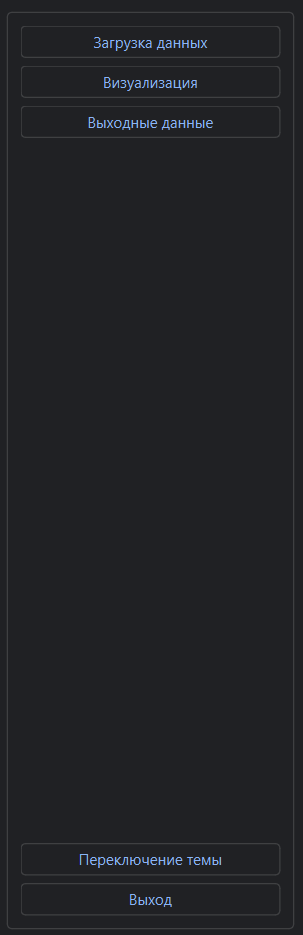 Загрузка данных
Визуализация
Выходные данные
Переключение темы
Выход